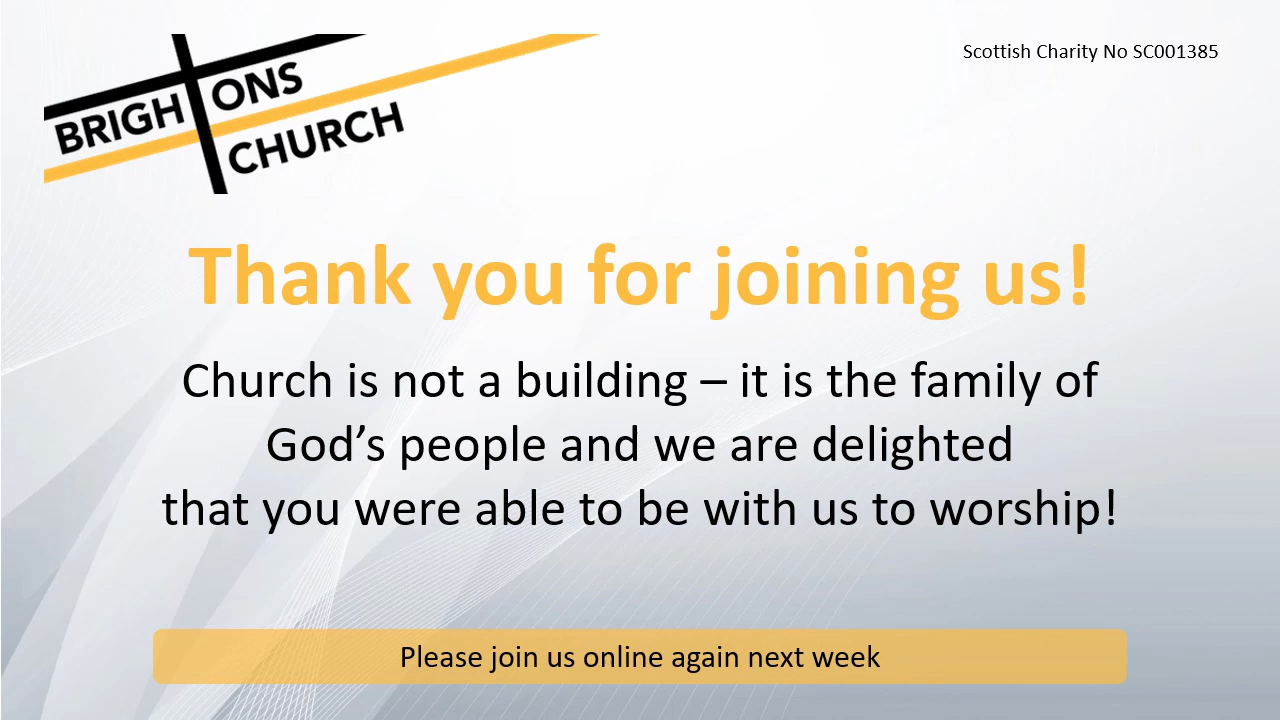 BRIGHTONS
CHURCH
Scottish Charity No SC001385
Thank you for joining us!
Church is not a building – it is the family of
God’s people and we are delighted
that you were able to be with us to worship!
Please join us online again next week